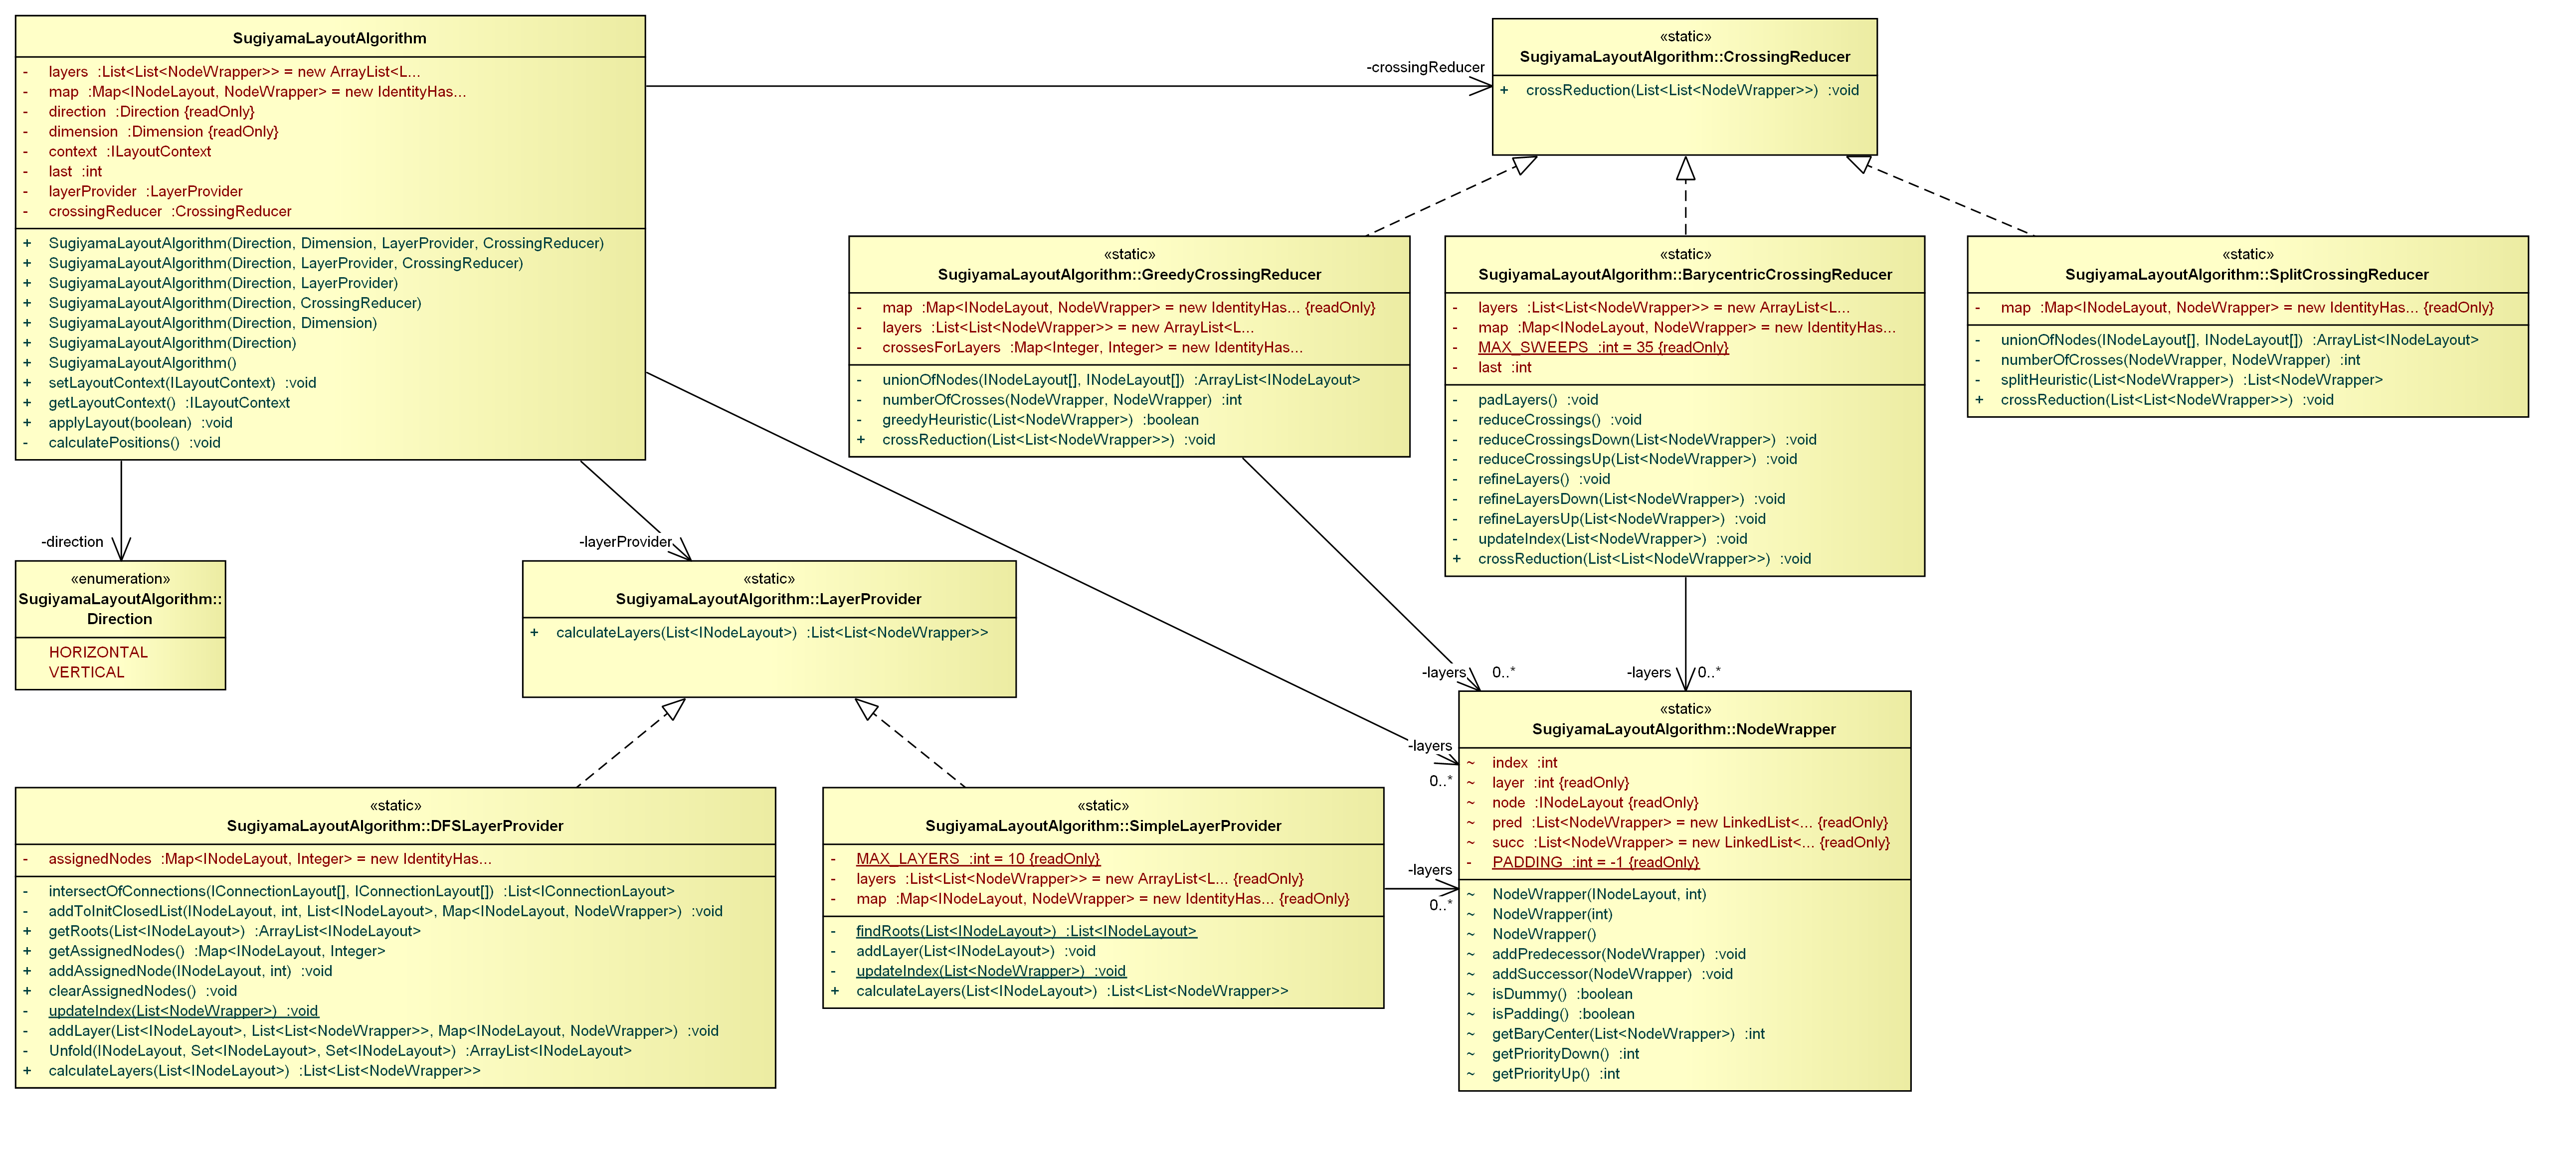 SugiyamaLayoutAlgorithm
- layers :List<List<NodeWrapper>> = new ArrayList<L...
- map :Map<INodeLayout, NodeWrapper> = new IdentityHas...
- direction :Direction {readOnly}
- dimension :Dimension {readOnly}
- context :ILayoutContext
- last :int
- layerProvider :LayerProvider
- crossingReducer :CrossingReducer
+ SugiyamaLayoutAlgorithm(Direction, Dimension, LayerProvider, CrossingReducer)
+ SugiyamaLayoutAlgorithm(Direction, LayerProvider, CrossingReducer)
+ SugiyamaLayoutAlgorithm(Direction, LayerProvider)
+ SugiyamaLayoutAlgorithm(Direction, CrossingReducer)
+ SugiyamaLayoutAlgorithm(Direction, Dimension)
+ SugiyamaLayoutAlgorithm(Direction)
+ SugiyamaLayoutAlgorithm()
+ setLayoutContext(ILayoutContext) :void
+ getLayoutContext() :ILayoutContext
+ applyLayout(boolean) :void
- calculatePositions() :void
-crossingReducer
«static»
SugiyamaLayoutAlgorithm::CrossingReducer
+ crossReduction(List<List<NodeWrapper>>) :void
«static»
SugiyamaLayoutAlgorithm::GreedyCrossingReducer
- map :Map<INodeLayout, NodeWrapper> = new IdentityHas... {readOnly}
- layers :List<List<NodeWrapper>> = new ArrayList<L...
- crossesForLayers :Map<Integer, Integer> = new IdentityHas...
- unionOfNodes(INodeLayout[], INodeLayout[]) :ArrayList<INodeLayout>
- numberOfCrosses(NodeWrapper, NodeWrapper) :int
- greedyHeuristic(List<NodeWrapper>) :boolean
+ crossReduction(List<List<NodeWrapper>>) :void
«static»
SugiyamaLayoutAlgorithm::BarycentricCrossingReducer
- layers :List<List<NodeWrapper>> = new ArrayList<L...
- map :Map<INodeLayout, NodeWrapper> = new IdentityHas...
- MAX_SWEEPS :int = 35 {readOnly}
- last :int
- padLayers() :void
- reduceCrossings() :void
- reduceCrossingsDown(List<NodeWrapper>) :void
- reduceCrossingsUp(List<NodeWrapper>) :void
- refineLayers() :void
- refineLayersDown(List<NodeWrapper>) :void
- refineLayersUp(List<NodeWrapper>) :void
- updateIndex(List<NodeWrapper>) :void
+ crossReduction(List<List<NodeWrapper>>) :void
«static»
SugiyamaLayoutAlgorithm::SplitCrossingReducer
- map :Map<INodeLayout, NodeWrapper> = new IdentityHas... {readOnly}
- unionOfNodes(INodeLayout[], INodeLayout[]) :ArrayList<INodeLayout>
- numberOfCrosses(NodeWrapper, NodeWrapper) :int
- splitHeuristic(List<NodeWrapper>) :List<NodeWrapper>
+ crossReduction(List<List<NodeWrapper>>) :void
-direction
-layerProvider
«enumeration»
SugiyamaLayoutAlgorithm::
Direction
HORIZONTAL
VERTICAL
«static»
SugiyamaLayoutAlgorithm::LayerProvider
+ calculateLayers(List<INodeLayout>) :List<List<NodeWrapper>>
-layers 0..*
-layers 0..*
-layers
0..*
-layers
0..*
«static»
SugiyamaLayoutAlgorithm::NodeWrapper
~ index :int
~ layer :int {readOnly}
~ node :INodeLayout {readOnly}
~ pred :List<NodeWrapper> = new LinkedList<... {readOnly}
~ succ :List<NodeWrapper> = new LinkedList<... {readOnly}
- PADDING :int = -1 {readOnly}
~ NodeWrapper(INodeLayout, int)
~ NodeWrapper(int)
~ NodeWrapper()
~ addPredecessor(NodeWrapper) :void
~ addSuccessor(NodeWrapper) :void
~ isDummy() :boolean
~ isPadding() :boolean
~ getBaryCenter(List<NodeWrapper>) :int
~ getPriorityDown() :int
~ getPriorityUp() :int
«static»
SugiyamaLayoutAlgorithm::DFSLayerProvider
- assignedNodes :Map<INodeLayout, Integer> = new IdentityHas...
- intersectOfConnections(IConnectionLayout[], IConnectionLayout[]) :List<IConnectionLayout>
- addToInitClosedList(INodeLayout, int, List<INodeLayout>, Map<INodeLayout, NodeWrapper>) :void
+ getRoots(List<INodeLayout>) :ArrayList<INodeLayout>
+ getAssignedNodes() :Map<INodeLayout, Integer>
+ addAssignedNode(INodeLayout, int) :void
+ clearAssignedNodes() :void
- updateIndex(List<NodeWrapper>) :void
- addLayer(List<INodeLayout>, List<List<NodeWrapper>>, Map<INodeLayout, NodeWrapper>) :void
- Unfold(INodeLayout, Set<INodeLayout>, Set<INodeLayout>) :ArrayList<INodeLayout>
+ calculateLayers(List<INodeLayout>) :List<List<NodeWrapper>>
«static»
SugiyamaLayoutAlgorithm::SimpleLayerProvider
- MAX_LAYERS :int = 10 {readOnly}
- layers :List<List<NodeWrapper>> = new ArrayList<L... {readOnly}
- map :Map<INodeLayout, NodeWrapper> = new IdentityHas... {readOnly}
- findRoots(List<INodeLayout>) :List<INodeLayout>
- addLayer(List<INodeLayout>) :void
- updateIndex(List<NodeWrapper>) :void
+ calculateLayers(List<INodeLayout>) :List<List<NodeWrapper>>